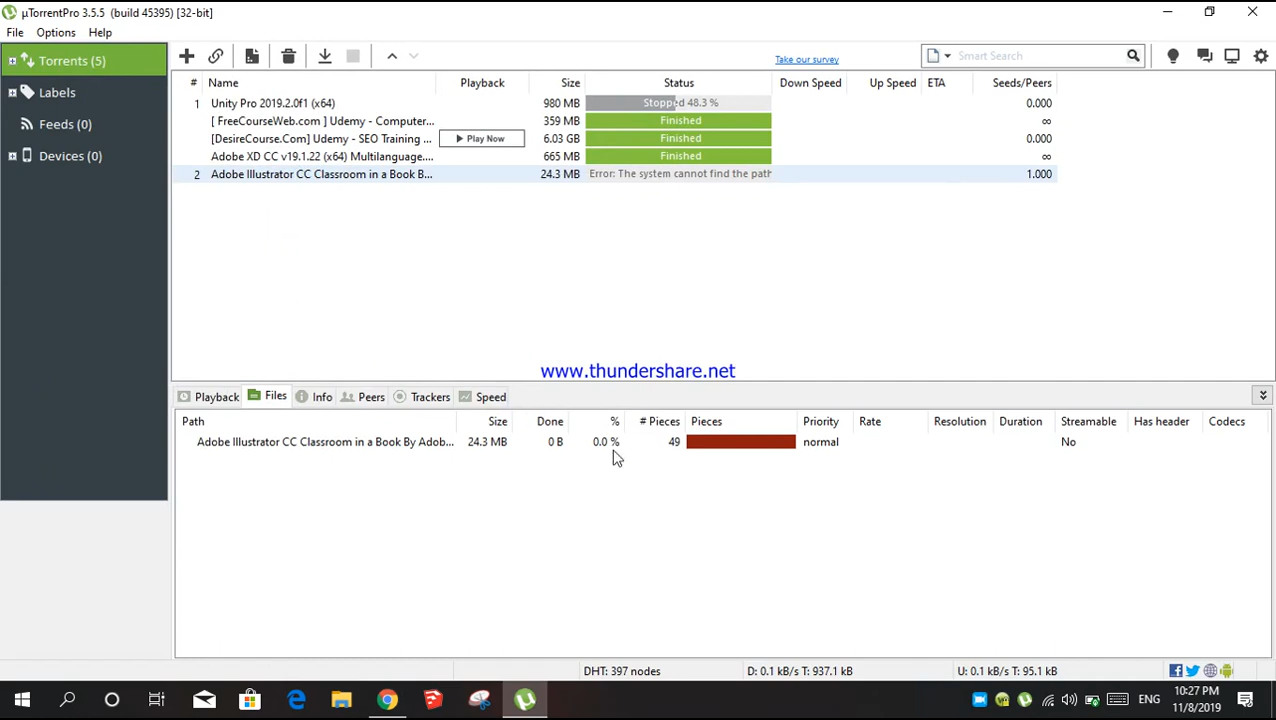 µTorrentPro 3.5.5 (build 45395) [32-bit]
File Options Help
Torrents (5)
Labels
Feeds (0)
Devices (0)
Take our survey
Smart Search
# Name Playback Size Status Down Speed Up Speed ETA Seeds/Peers
1 Unity Pro 2019.2.0f1 (x64) 980 MB Stopped 48.3 % 0.000
[ FreeCourseWeb.com ] Udemy - Computer... 359 MB Finished ∞
[DesireCourse.Com] Udemy - SEO Training ... Play Now 6.03 GB Finished 0.000
Adobe XD CC v19.1.22 (x64) Multilanguage.... 665 MB Finished ∞
2 Adobe Illustrator CC Classroom in a Book B... 24.3 MB Error: The system cannot find the path 1.000
www.thundershare.net
Playback Files Info Peers Trackers Speed
Path Size Done % # Pieces Pieces Priority Rate Resolution Duration Streamable Has header Codecs
Adobe Illustrator CC Classroom in a Book By Adob... 24.3 MB 0 B 0.0 % 49 normal No
DHT: 397 nodes D: 0.1 kB/s T: 937.1 kB U: 0.1 kB/s T: 95.1 kB
ENG
10:27 PM
11/8/2019